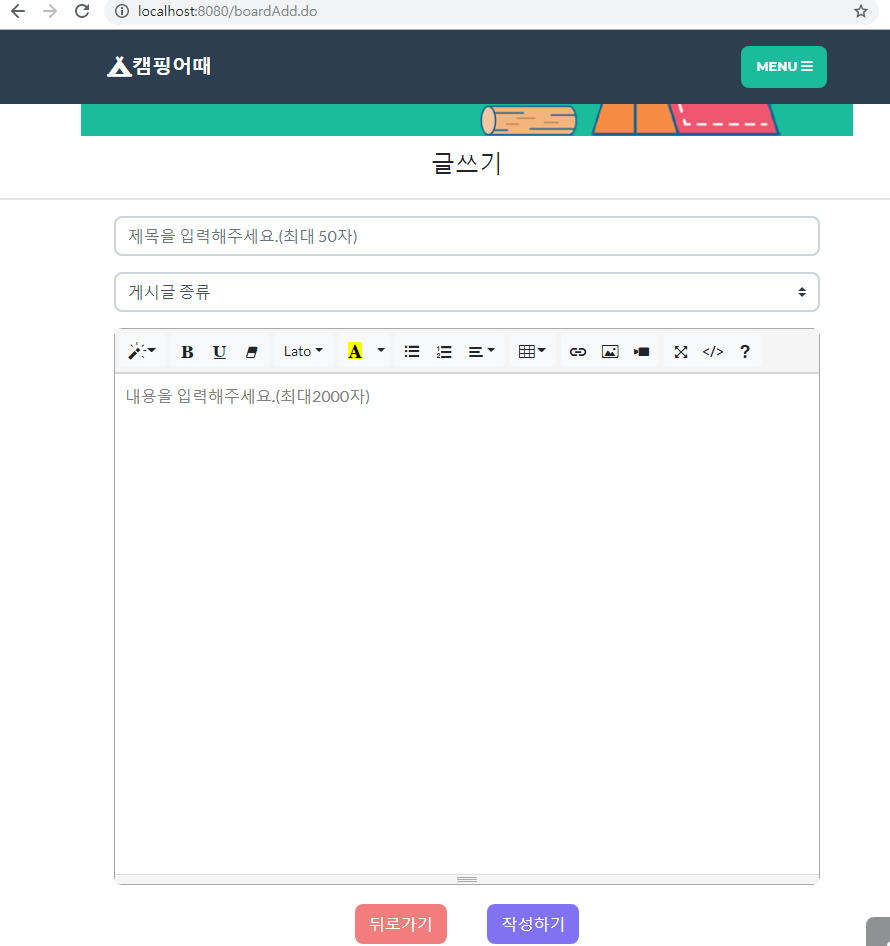 localhost:8080/boardAdd.do
캠핑어때
MENU
글쓰기
제목을 입력해주세요.(최대 50자)
게시글 종류
B U Lato A </> ?
내용을 입력해주세요.(최대2000자)
뒤로가기 작성하기